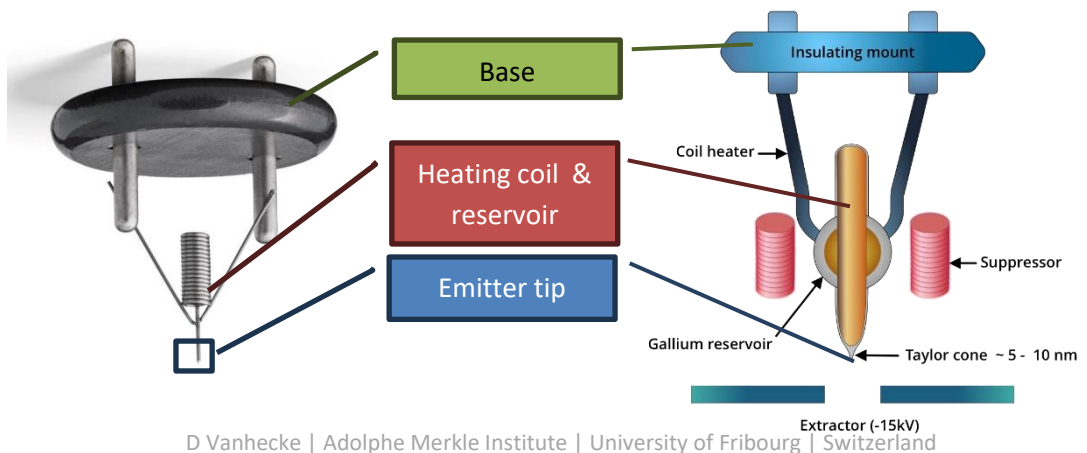 Base
Insulating mount
Coil heater
Heating coil & 
reservoir
Suppressor
Emitter tip
Gallium reservoir
Taylor cone ~ 5 - 10 nm
Extractor (-15kV)
D Vanhecke | Adolphe Merkle Institute | University of Fribourg | Switzerland